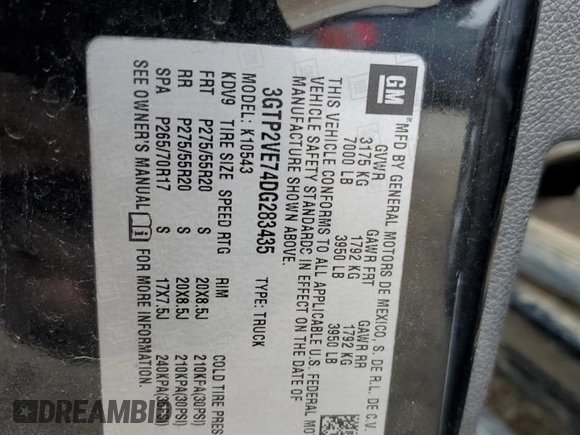 GM
MFD BY GENERAL MOTORS DE MEXICO, S. DE R.L. DE C.V.
GVWR GAWR FRT GAWR RR
3175 KG 1792 KG 1792 KG
7000 LB 3950 LB 3950 LB
THIS VEHICLE CONFORMS TO ALL APPLICABLE U.S. FEDERAL MO
VEHICLE SAFETY STANDARDS IN EFFECT ON THE DATE OF
MANUFACTURE SHOWN ABOVE.
3GTP2VE74DG283435 TYPE: TRUCK
MODEL: K10543
KDV9 TIRE SIZE SPEED RTG RIM COLD TIRE PRES
FRT P275/55R20 S 20X8.5J 210KPA(30PSI)
RR P275/55R20 S 20X8.5J 210KPA(30PSI)
SPA P265/70R17 S 17X7.5J 240KPA(35PSI)
SEE OWNER'S MANUAL FOR MORE INFORMATION.
DREAMBID